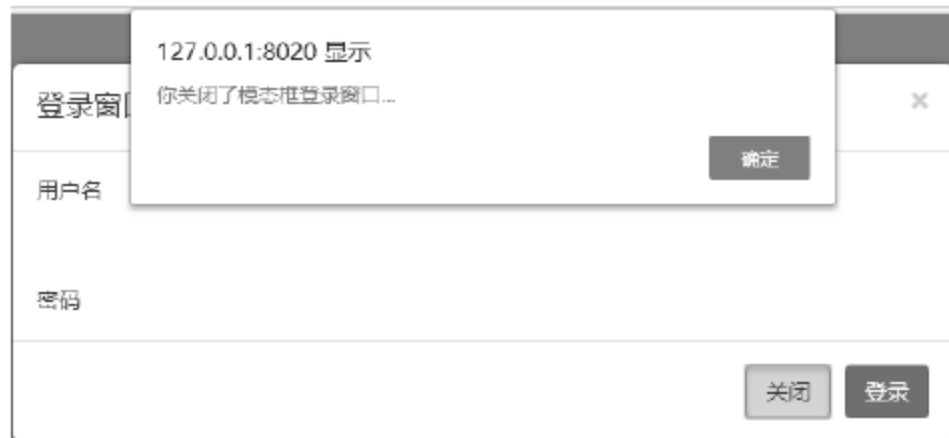 127.0.0.1:8020 显示
你关闭了模态框登录窗口...
确定
登录窗口
×
用户名
密码
关闭
登录